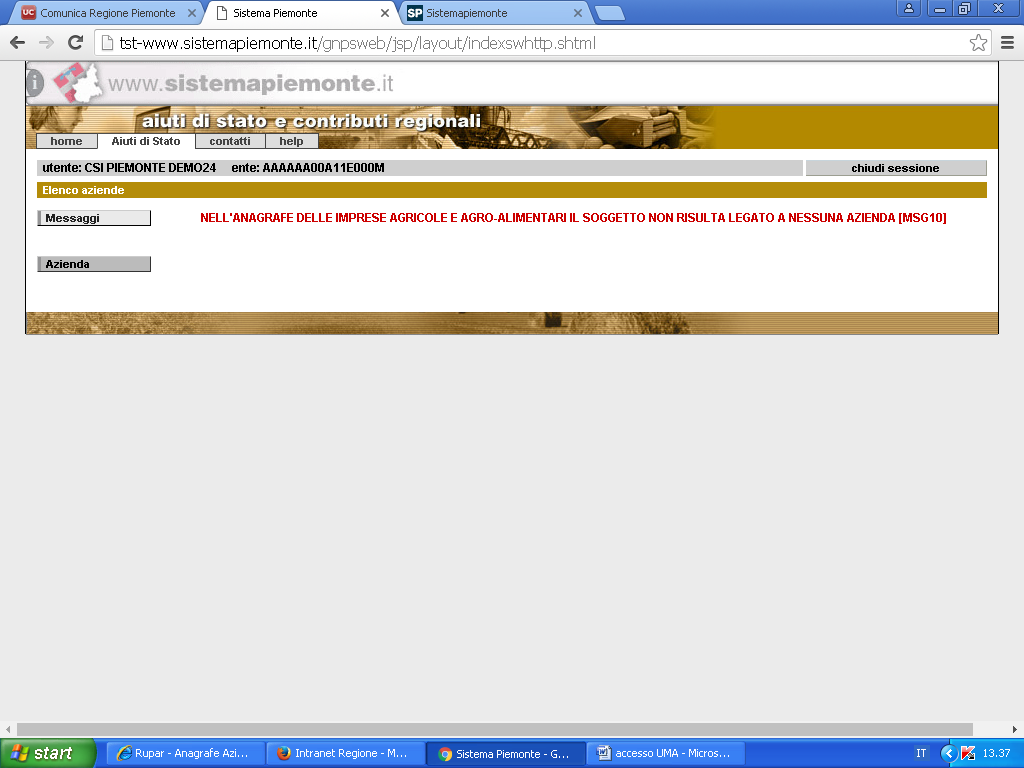 Comunica Regione Piemonte
Sistema Piemonte
SP Sistemapiemonte
tst-www.sistemapiemonte.it/gnpsweb/jsp/layout/indexswhttp.shtml
i www.sistemapiemonte.it
aiuti di stato e contributi regionali
home Aiuti di Stato contatti help
utente: CSI PIEMONTE DEMO24 ente: AAAAAA00A11E000M chiudi sessione
Elenco aziende
Messaggi NELL'ANAGRAFE DELLE IMPRESE AGRICOLE E AGRO-ALIMENTARI IL SOGGETTO NON RISULTA LEGATO A NESSUNA AZIENDA [MSG10]
Azienda
start Rupar - Anagrafe Azi... Intranet Regione - M... Sistema Piemonte - G... accesso UMA - Micros... IT 13.37